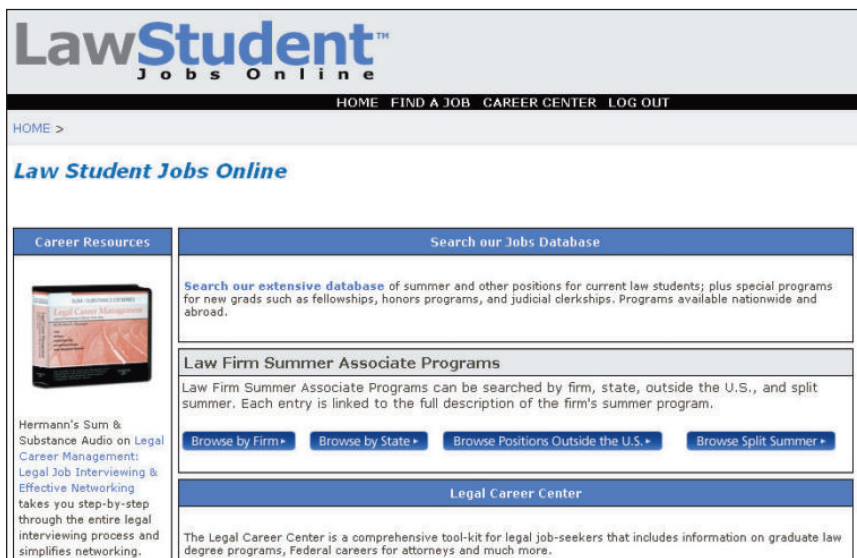 LawStudent™
Jobs Online
HOME FIND A JOB CAREER CENTER LOG OUT
HOME >
Law Student Jobs Online
Career Resources
Legal Career Management
Hermann's Sum &
Substance Audio on Legal
Career Management:
Legal Job Interviewing &
Effective Networking
takes you step-by-step
through the entire legal
interviewing process and
simplifies networking.
Search our Jobs Database
Search our extensive database of summer and other positions for current law students; plus special programs
for new grads such as fellowships, honors programs, and judicial clerkships. Programs available nationwide and
abroad.
Law Firm Summer Associate Programs
Law Firm Summer Associate Programs can be searched by firm, state, outside the U.S., and split
summer. Each entry is linked to the full description of the firm's summer program.
Browse by Firm Browse by State Browse Positions Outside the U.S. Browse Split Summer
Legal Career Center
The Legal Career Center is a comprehensive tool-kit for legal job-seekers that includes information on graduate law
degree programs, Federal careers for attorneys and much more.